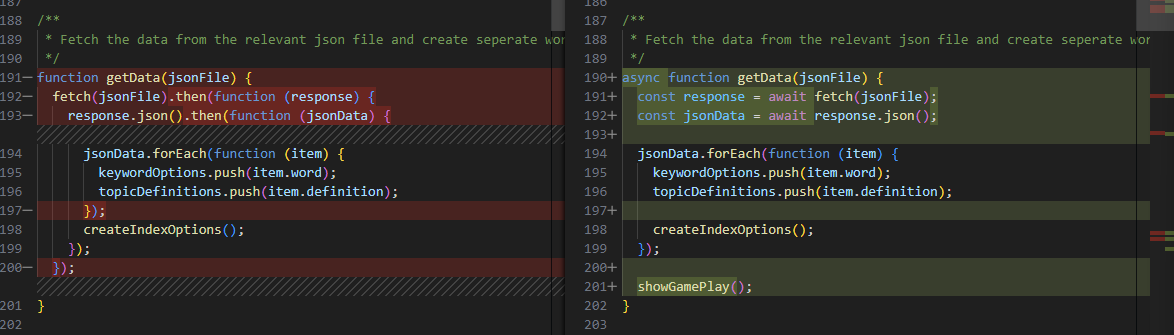 187
188 /**
189  * Fetch the data from the relevant json file and create seperate wor
190  */
191— function getData(jsonFile) {
192—   fetch(jsonFile).then(function (response) {
193—     response.json().then(function (jsonData) {
194       jsonData.forEach(function (item) {
195         keywordOptions.push(item.word);
196         topicDefinitions.push(item.definition);
197—       });
198       createIndexOptions();
199     });
200—   });
201 }
202
186
187 /**
188  * Fetch the data from the relevant json file and create seperate wor
189  */
190+ async function getData(jsonFile) {
191+   const response = await fetch(jsonFile);
192+   const jsonData = await response.json();
193+
194   jsonData.forEach(function (item) {
195     keywordOptions.push(item.word);
196     topicDefinitions.push(item.definition);
197+
198     createIndexOptions();
199   });
200+
201+   showGamePlay();
202 }
203